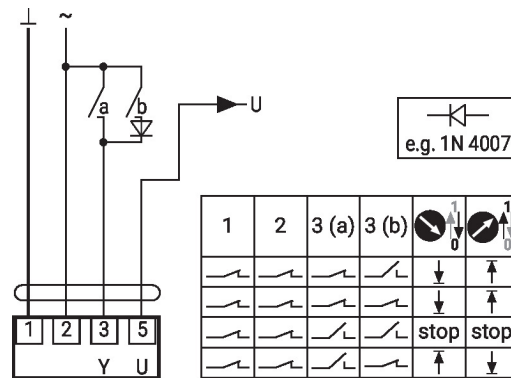 ⊥ ~
a b
U
e.g. 1N 4007
1 2 3 (a) 3 (b) 1 0 1 0
stop stop
1 2 3 5
Y U